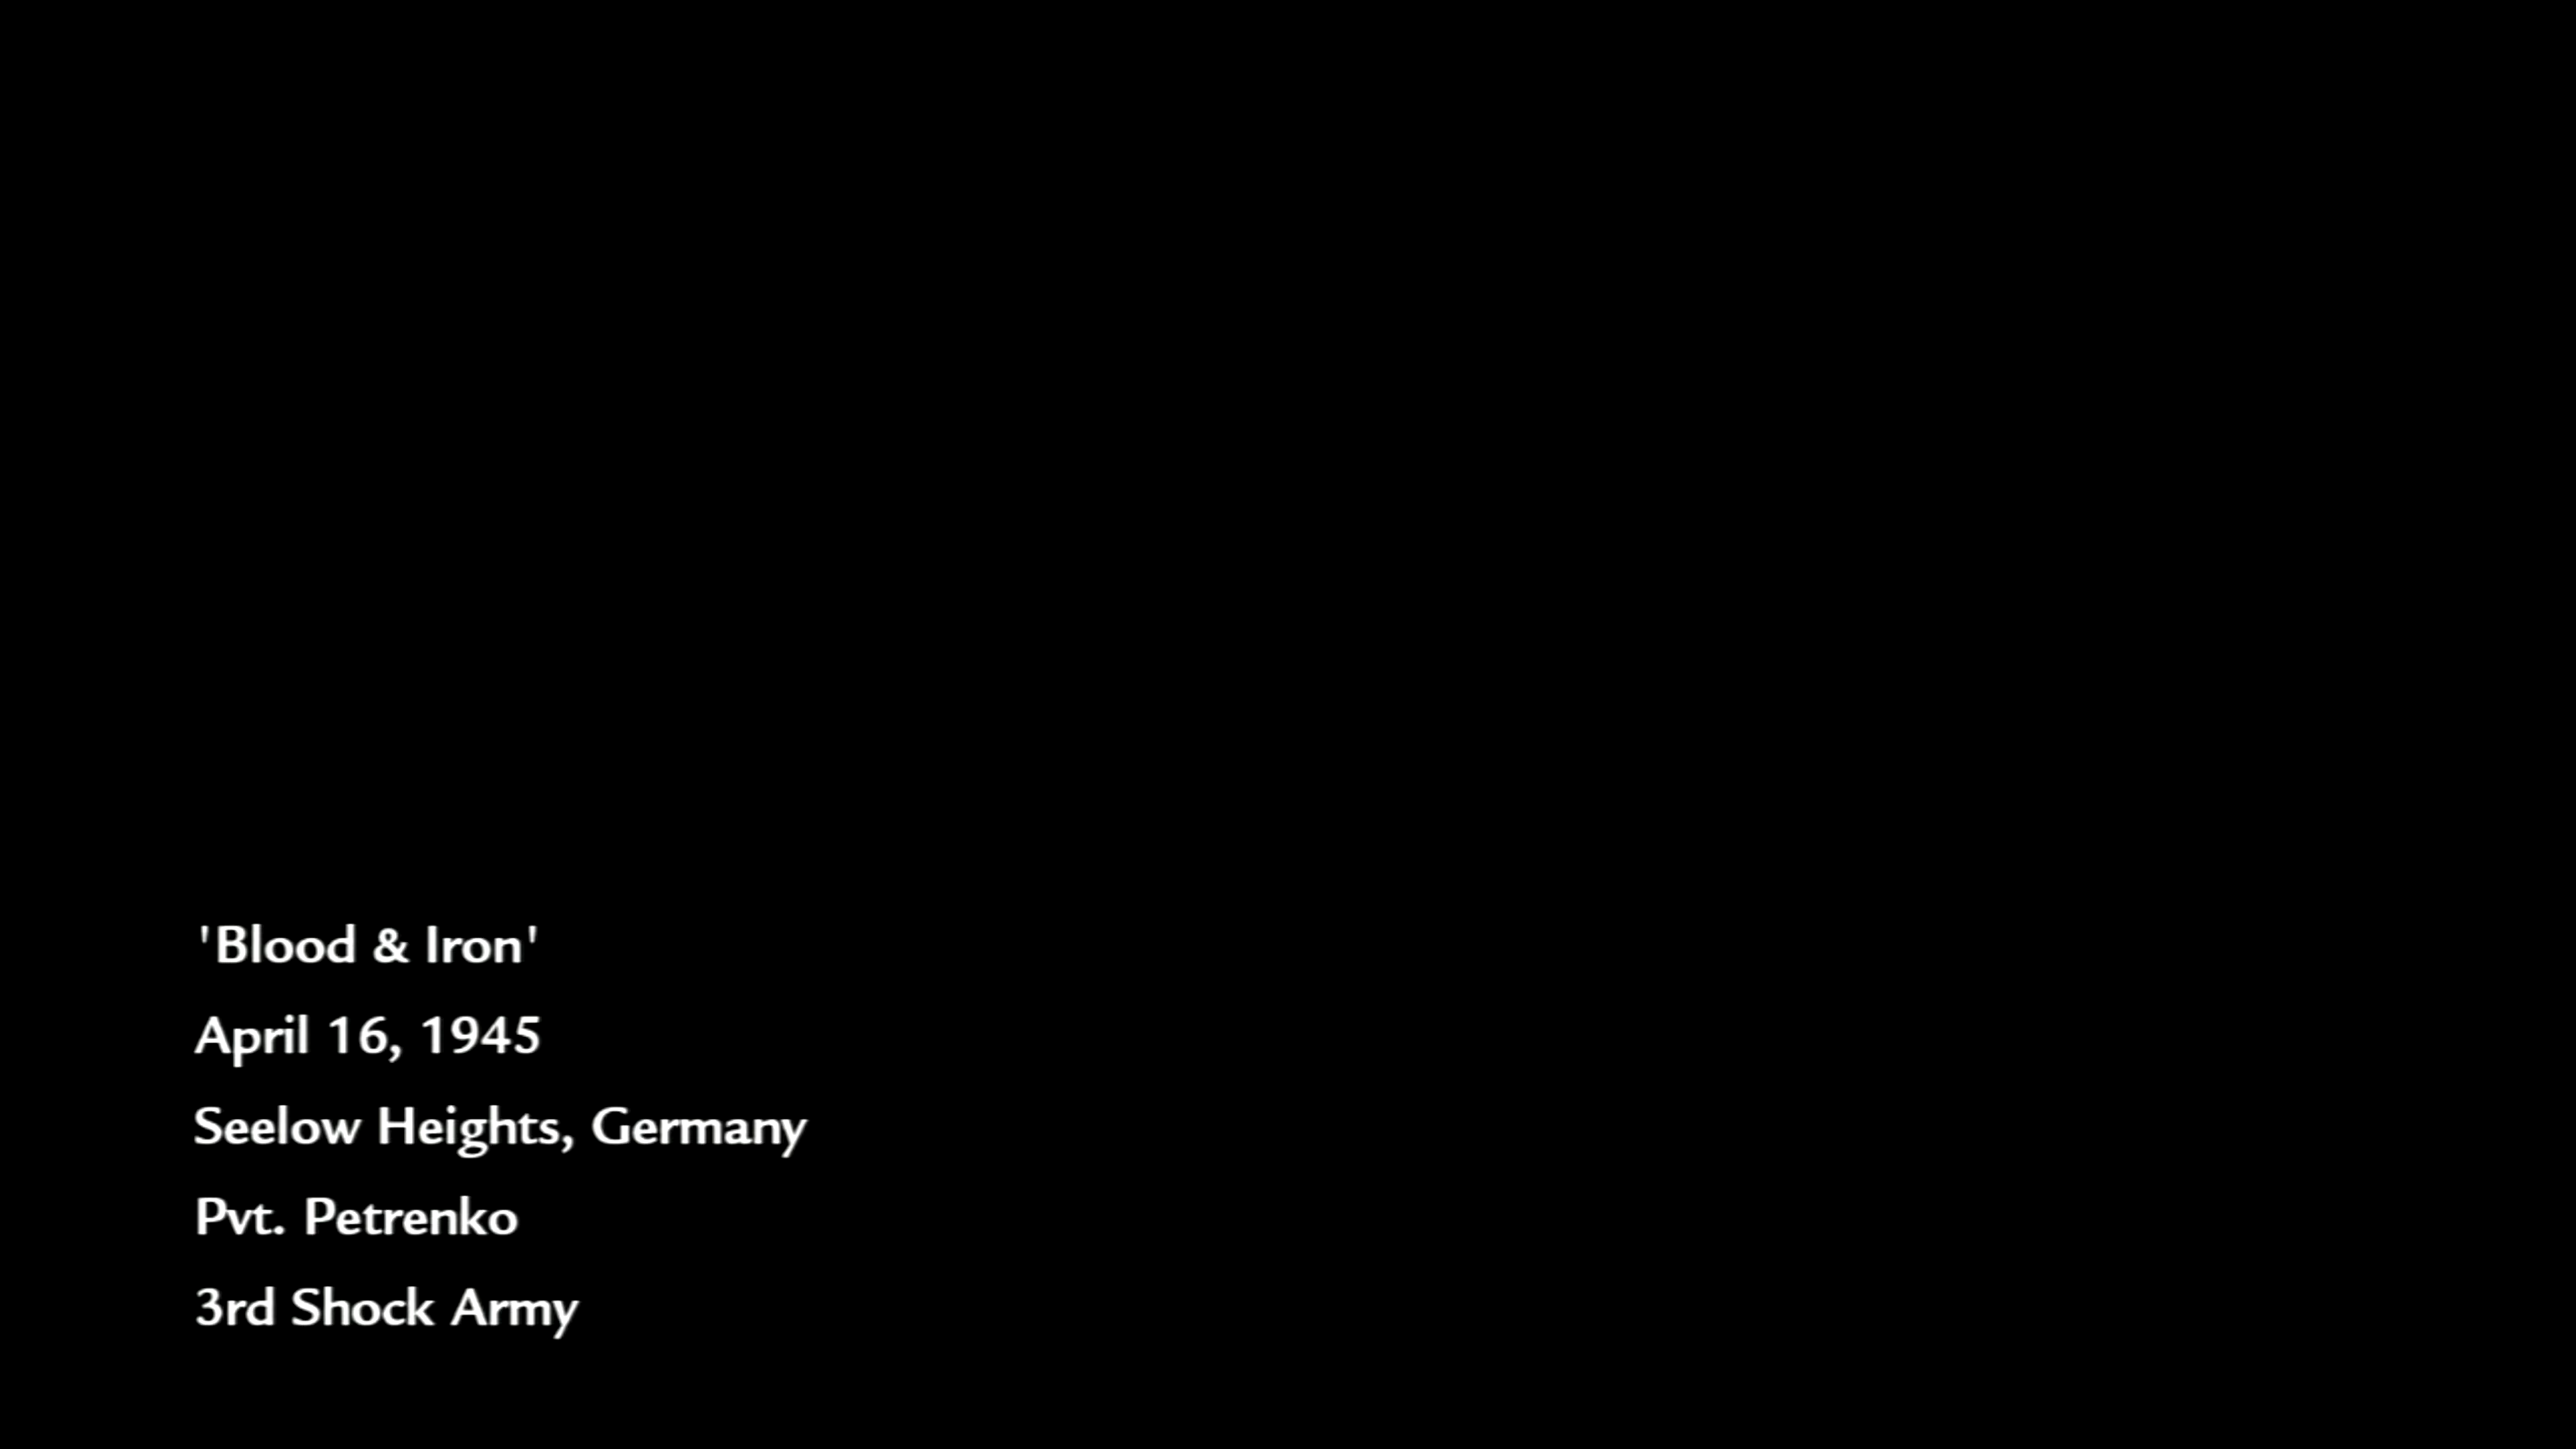 'Blood & Iron'
April 16, 1945
Seelow Heights, Germany
Pvt. Petrenko
3rd Shock Army